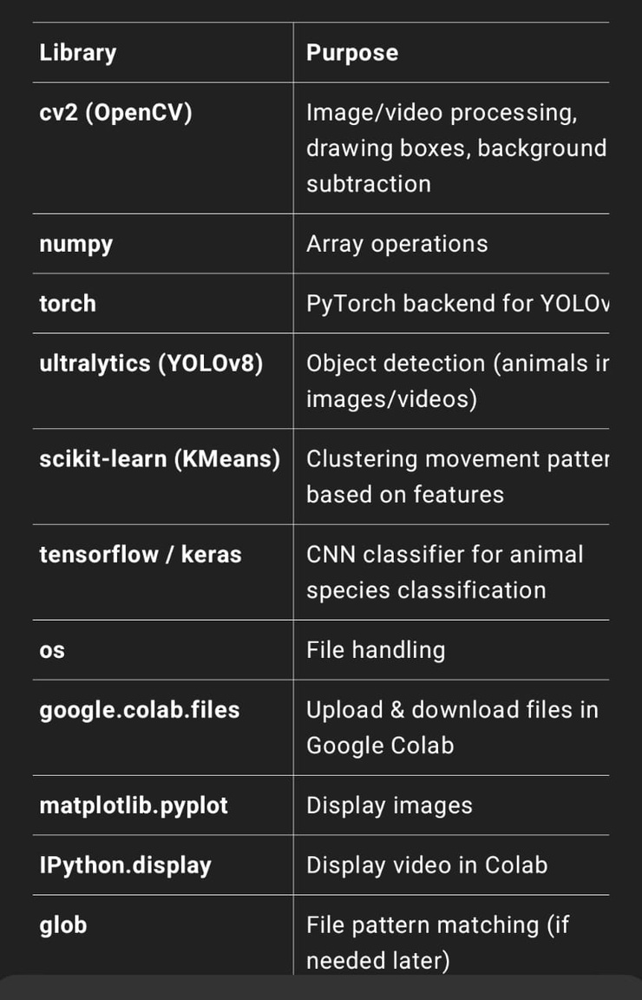 Library Purpose
cv2 (OpenCV) Image/video processing,
drawing boxes, background
subtraction
numpy Array operations
torch PyTorch backend for YOLOv
ultralytics (YOLOv8) Object detection (animals in
images/videos)
scikit-learn (KMeans) Clustering movement patter
based on features
tensorflow / keras CNN classifier for animal
species classification
os File handling
google.colab.files Upload & download files in
Google Colab
matplotlib.pyplot Display images
IPython.display Display video in Colab
glob File pattern matching (if
needed later)